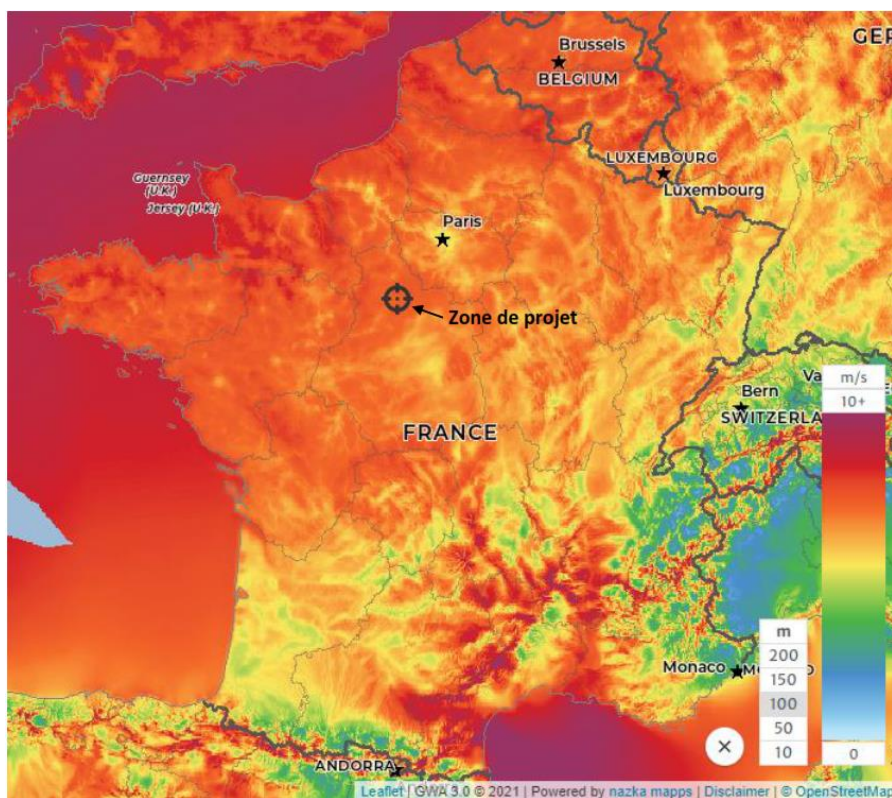 Brussels
BELGIUM
GER
LUXEMBOURG
Luxembourg
Guernsey
(U.K.)
Jersey (U.K.)
Paris
Zone de projet
FRANCE
Bern
Va
SWITZERLA
m/s
10+
m
200
150
100
50
10
0
Monaco
ANDORRA
Leaflet | GWA 3.0 © 2021 | Powered by nazka mapps | Disclaimer | © OpenStreetMap